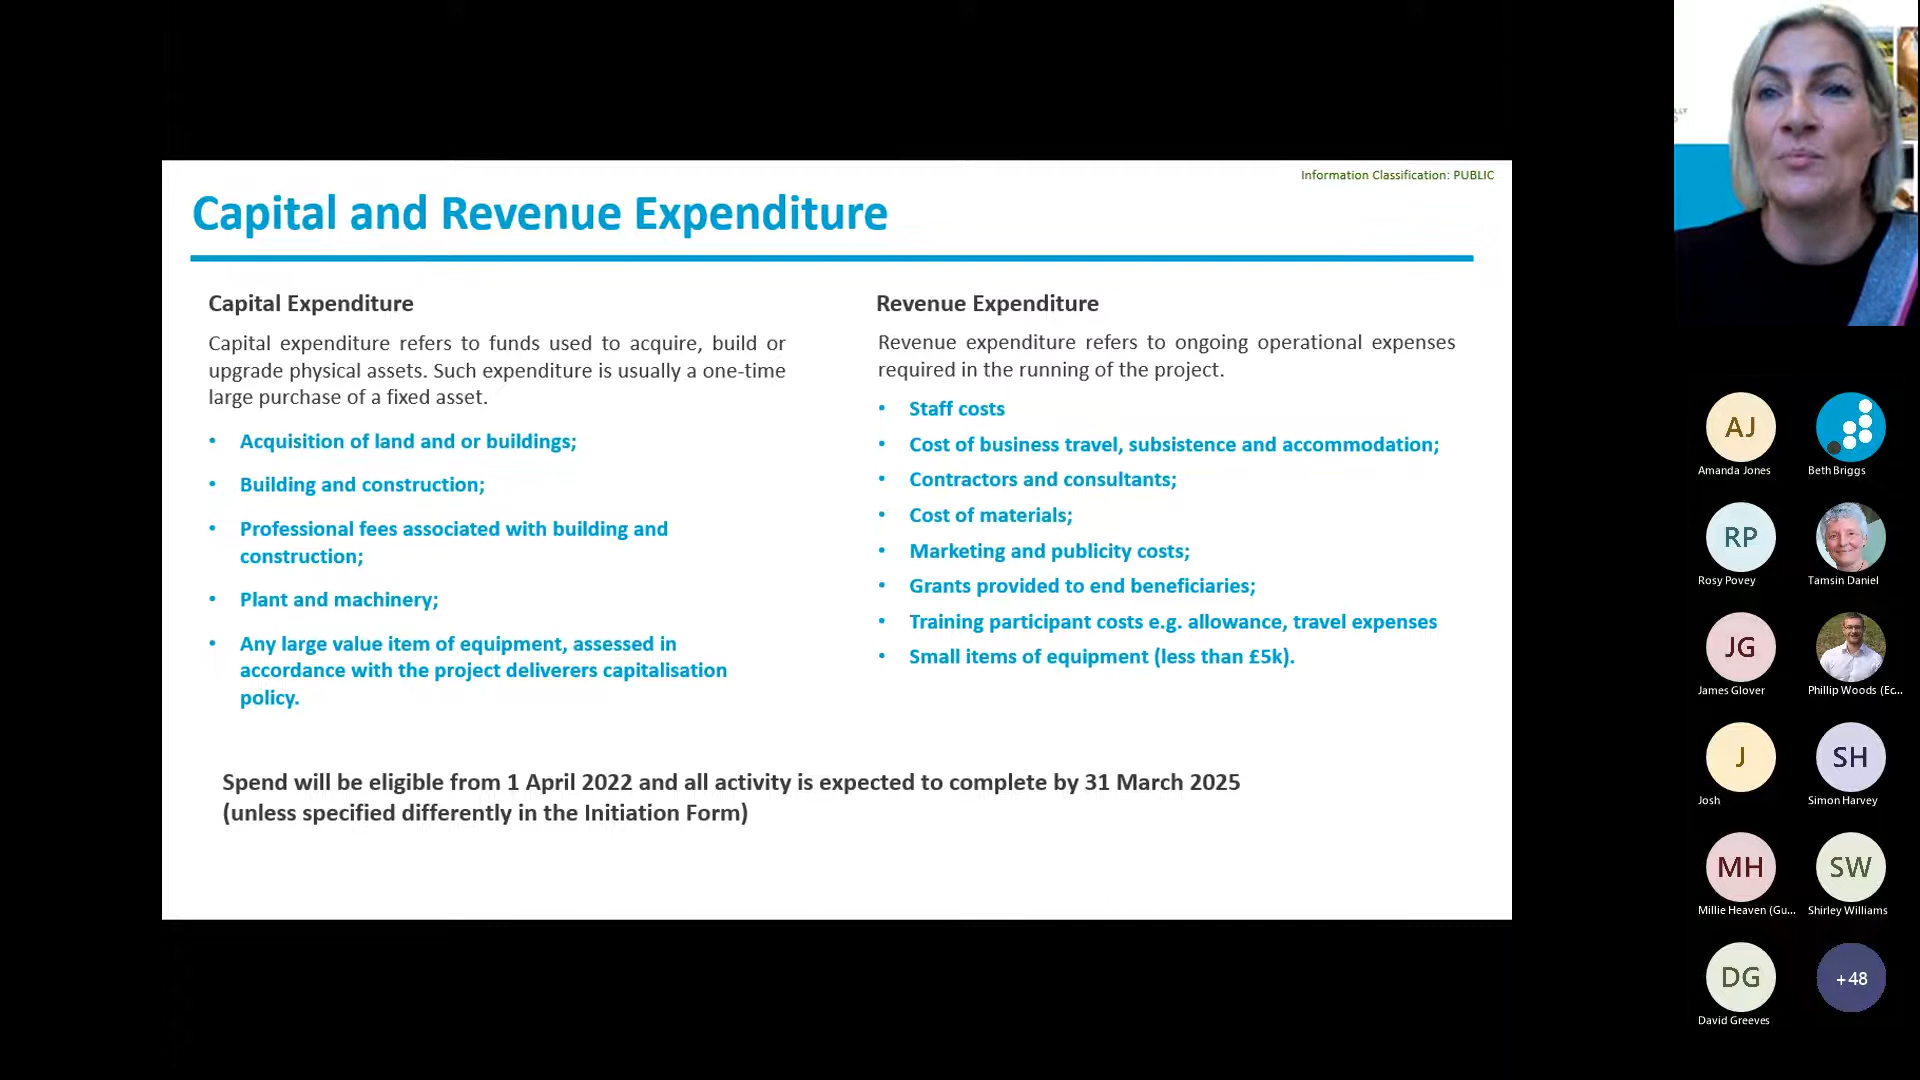 Information Classification: PUBLIC
Capital and Revenue Expenditure
Capital Expenditure
Capital expenditure refers to funds used to acquire, build or
upgrade physical assets. Such expenditure is usually a one-time
large purchase of a fixed asset.
• Acquisition of land and or buildings;
• Building and construction;
• Professional fees associated with building and
construction;
• Plant and machinery;
• Any large value item of equipment, assessed in
accordance with the project deliverers capitalisation
policy.
Revenue Expenditure
Revenue expenditure refers to ongoing operational expenses
required in the running of the project.
• Staff costs
• Cost of business travel, subsistence and accommodation;
• Contractors and consultants;
• Cost of materials;
• Marketing and publicity costs;
• Grants provided to end beneficiaries;
• Training participant costs e.g. allowance, travel expenses
• Small items of equipment (less than £5k).
Spend will be eligible from 1 April 2022 and all activity is expected to complete by 31 March 2025
(unless specified differently in the Initiation Form)
AJ
Amanda Jones
Beth Briggs
RP
Rosy Povey
Tamsin Daniel
JG
James Glover
Phillip Woods (Ec...
J
Josh
SH
Simon Harvey
MH
Millie Heaven (Gu...
SW
Shirley Williams
DG
David Greeves
+48